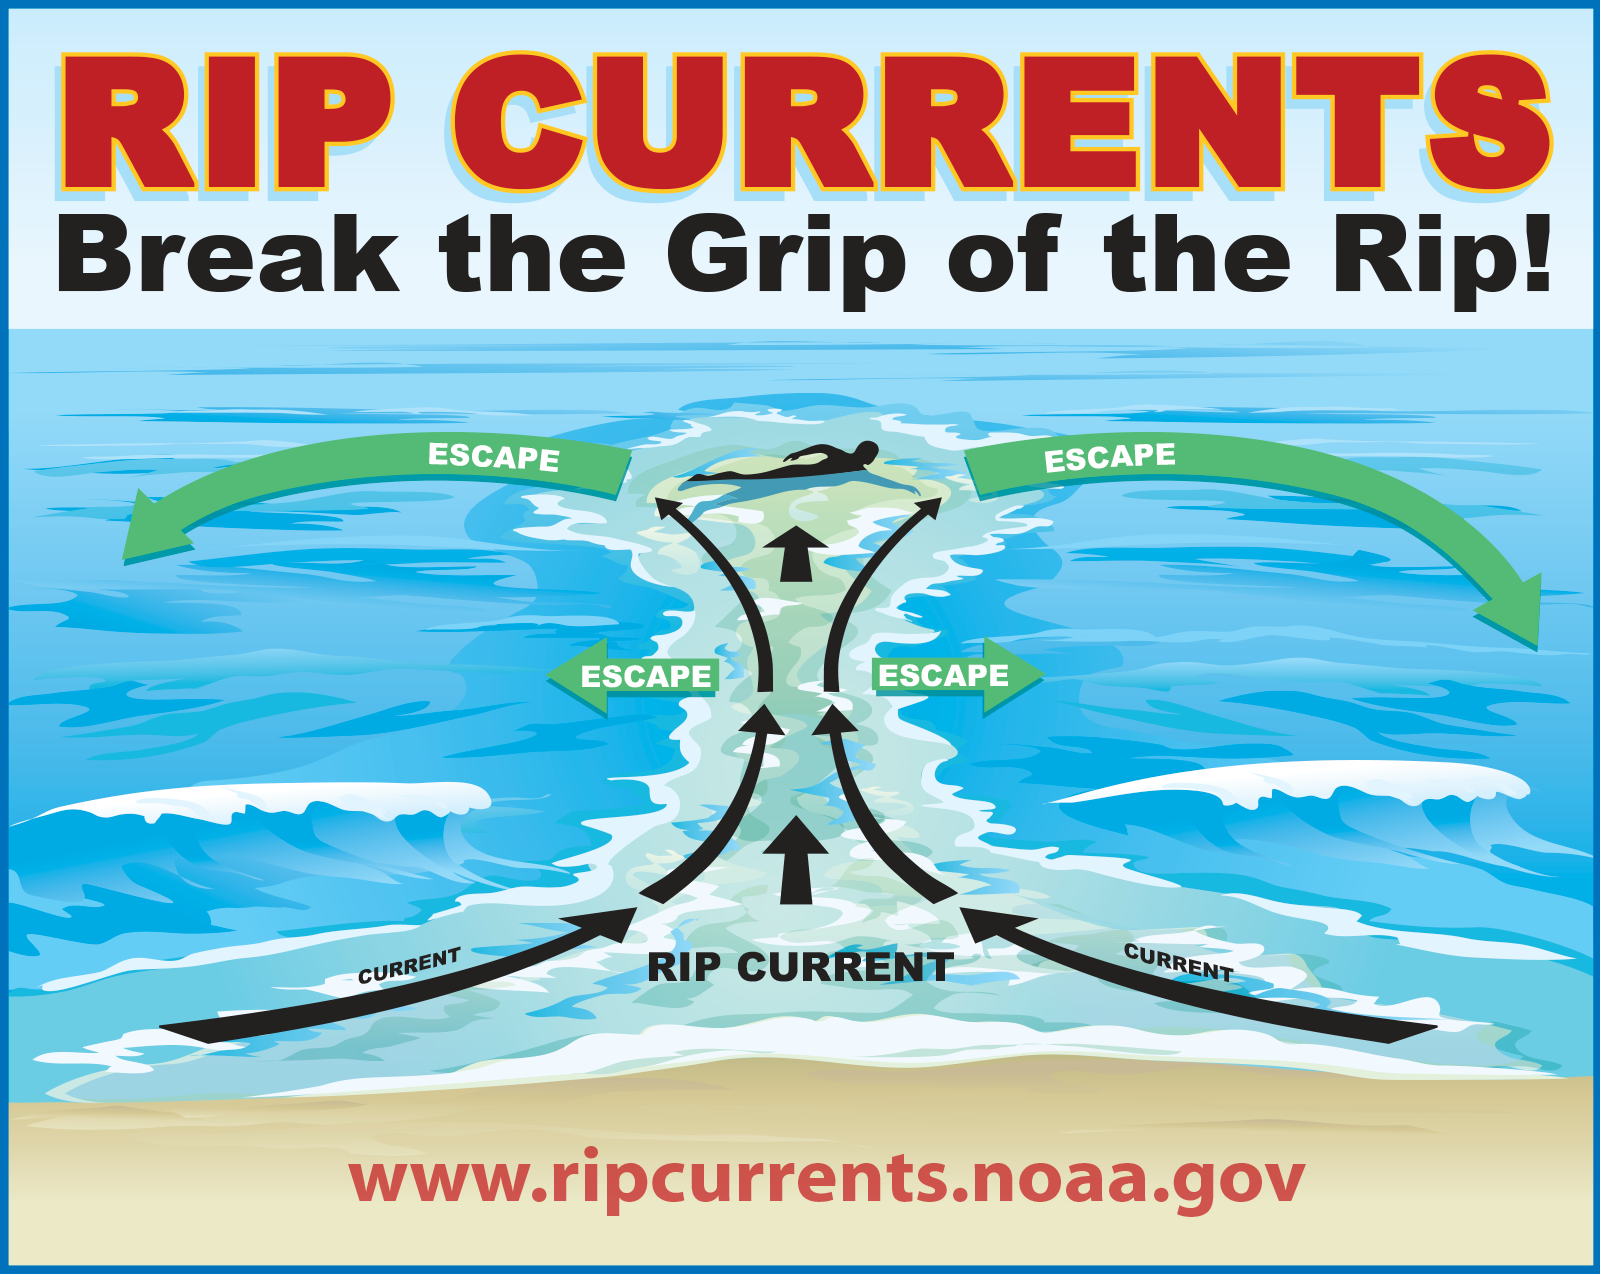 RIP CURRENTS
Break the Grip of the Rip!
ESCAPE
ESCAPE
ESCAPE
ESCAPE
CURRENT
RIP CURRENT
CURRENT
www.ripcurrents.noaa.gov